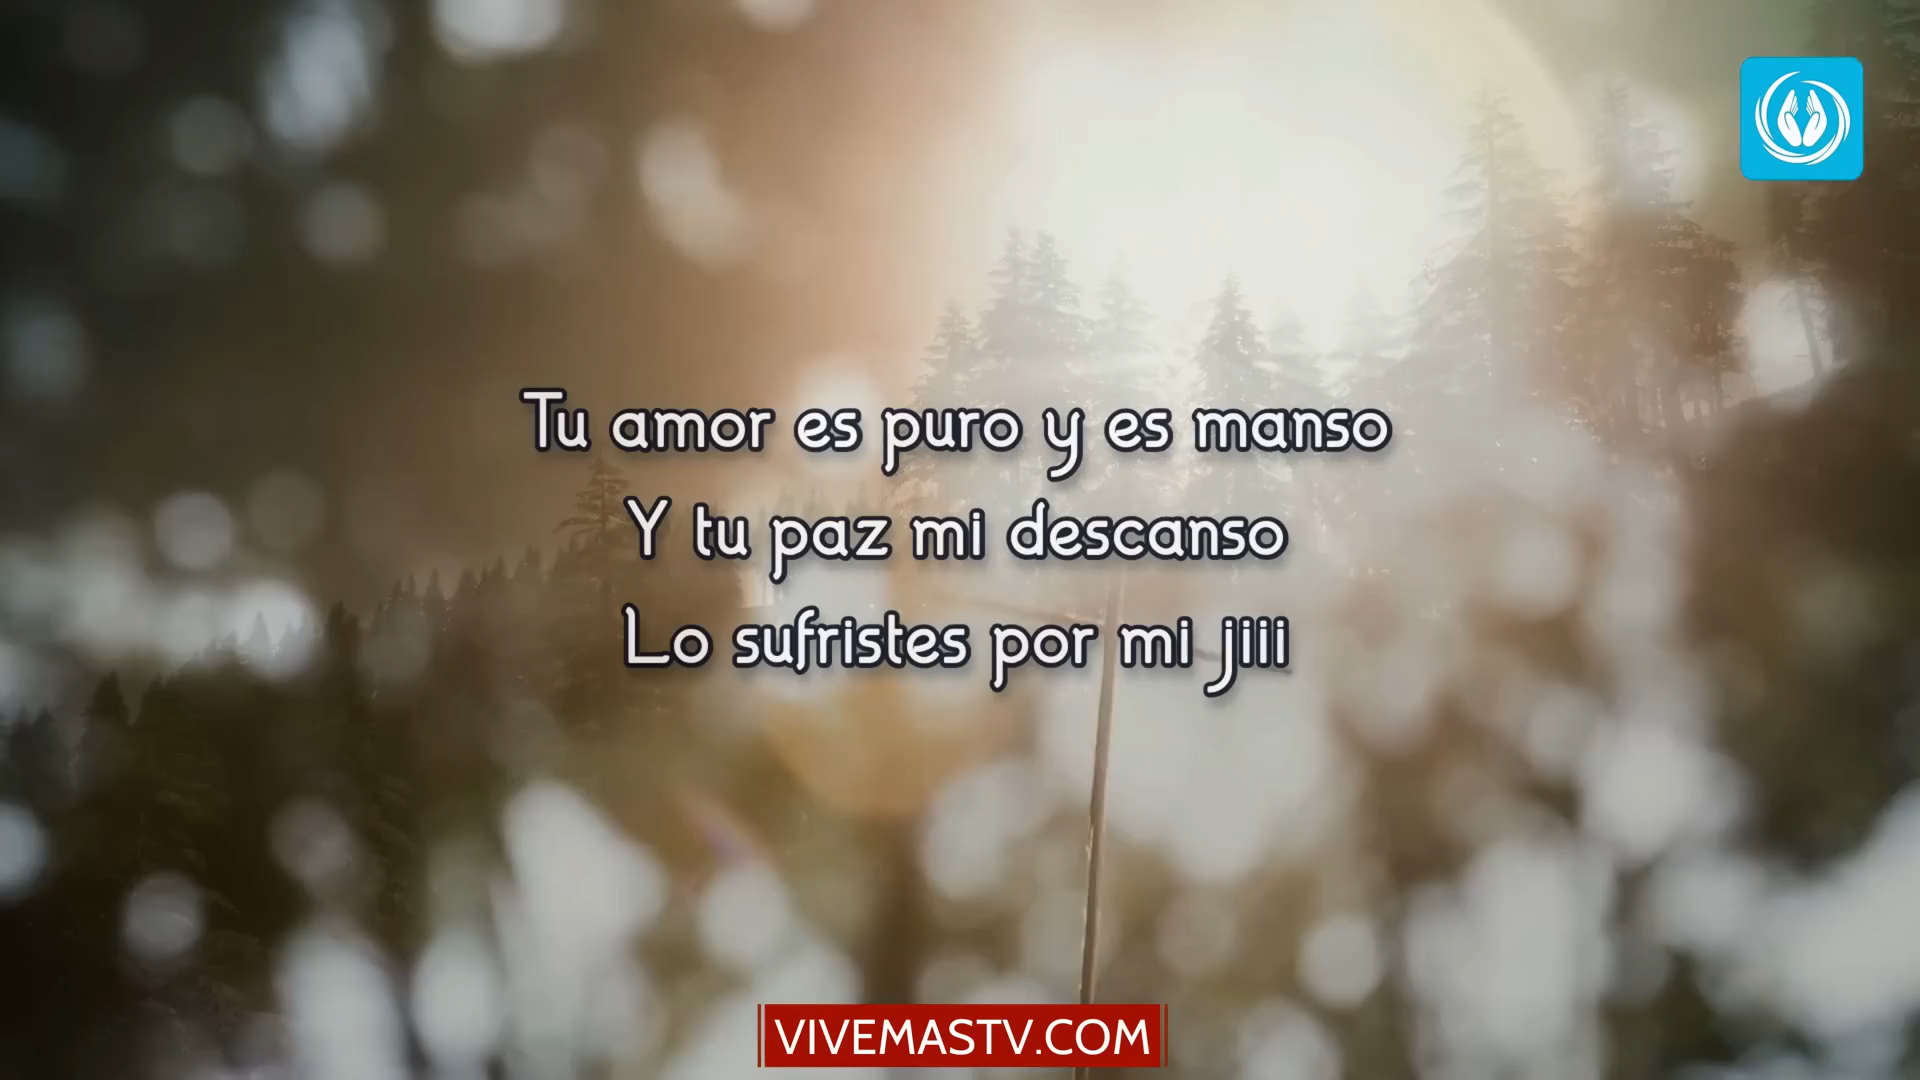 Tu amor es puro y es manso
Y tu paz mi descanso
Lo sufristes por mi jiii
VIVEMASTV.COM